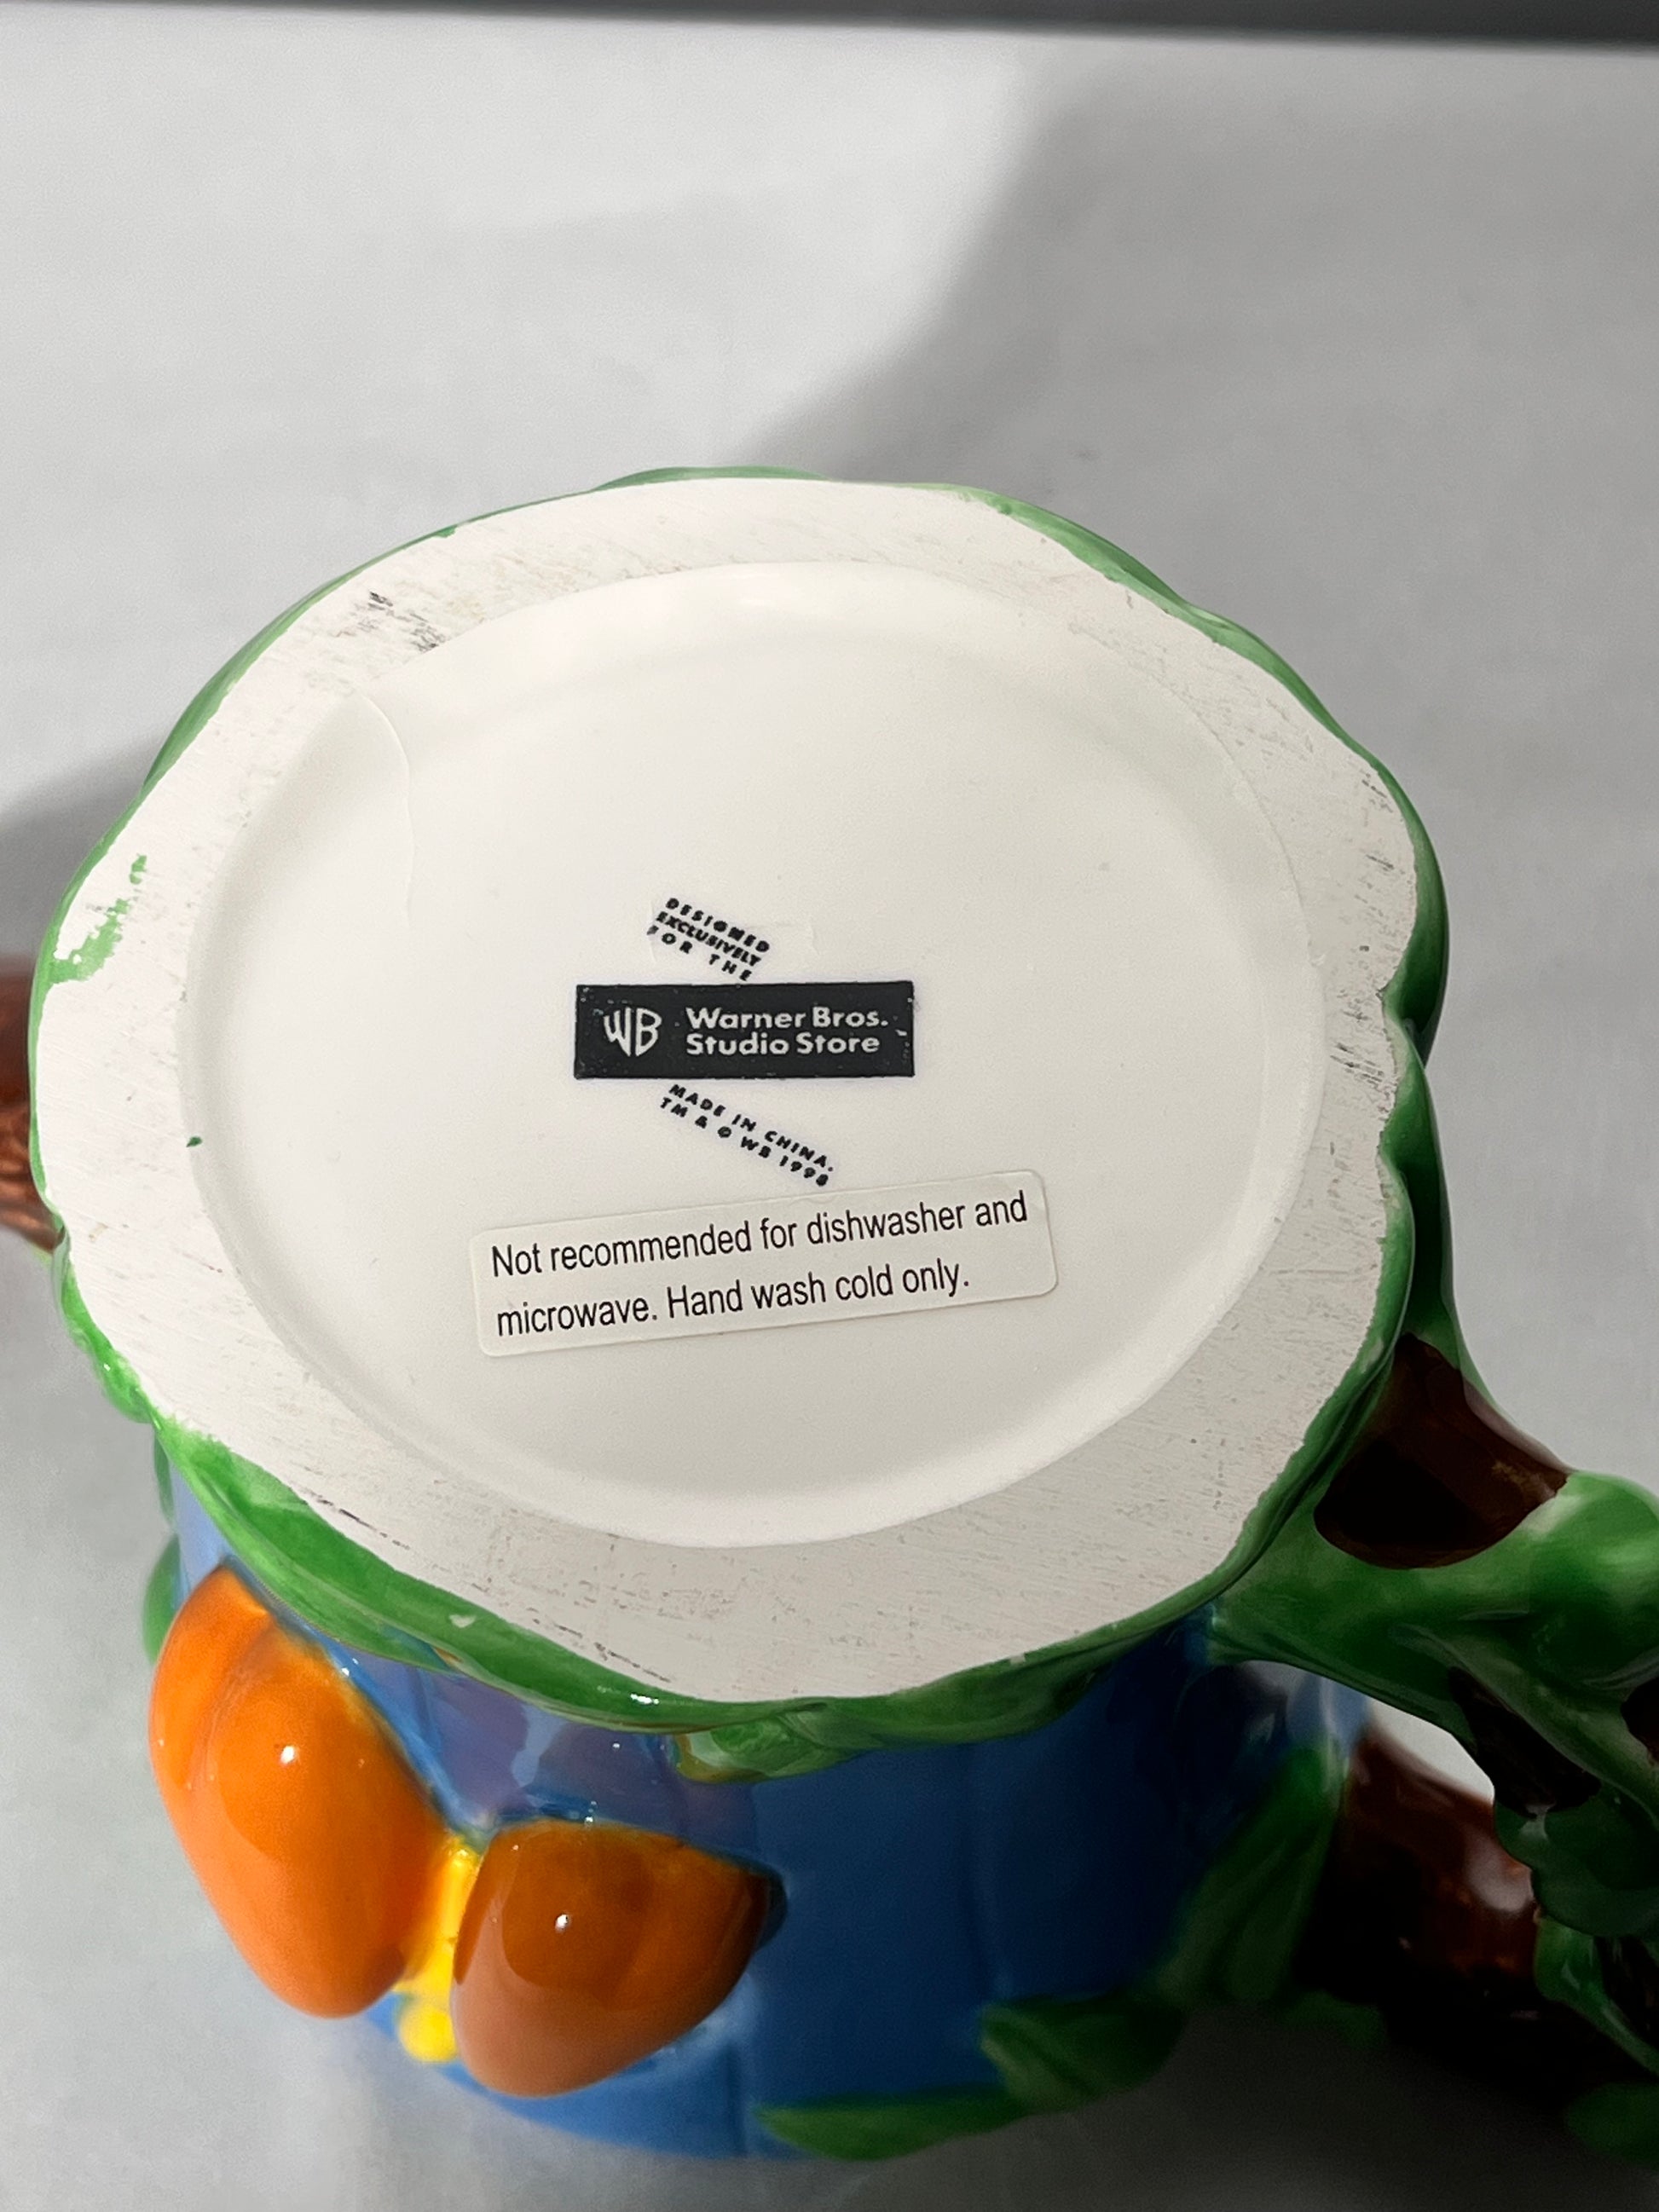 DESIGNED
EXCLUSIVELY
FOR THE
WB Warner Bros.
Studio Store
MADE IN CHINA.
TM & © WB 1998
Not recommended for dishwasher and
microwave. Hand wash cold only.